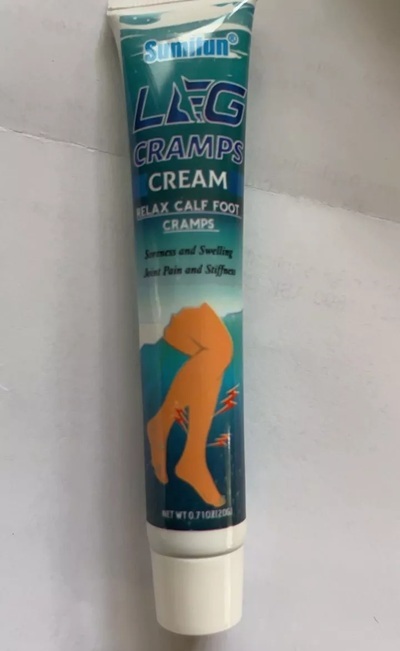 Sumifun®
LEG
CRAMPS
CREAM
RELAX CALF FOOT
CRAMPS
Soreness and Swelling
Joint Pain and Stiffness
NET WT 0.71OZ(20G)